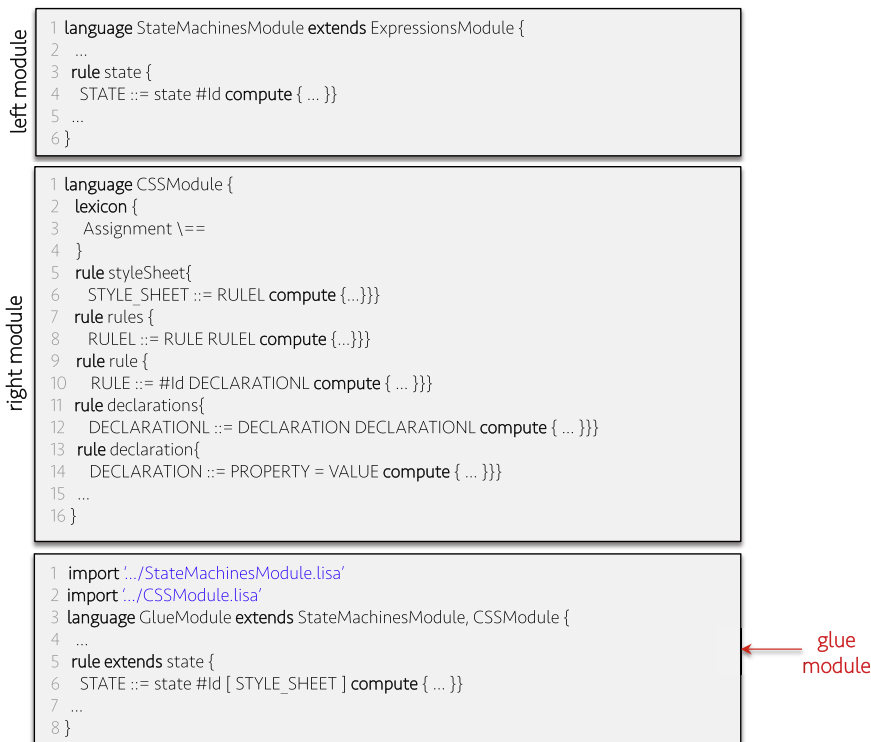 left module
1 language StateMachinesModule extends ExpressionsModule {
2 ...
3 rule state {
4 STATE ::= state #Id compute { ... }}
5 ...
6 }
right module
1 language CSSModule {
2 lexicon {
3 Assignment \==
4 }
5 rule styleSheet{
6 STYLE_SHEET ::= RULEL compute {...}}}
7 rule rules {
8 RULEL ::= RULE RULEL compute {...}}}
9 rule rule {
10 RULE ::= #Id DECLARATIONL compute { ... }}}
11 rule declarations{
12 DECLARATIONL ::= DECLARATION DECLARATIONL compute { ... }}}
13 rule declaration{
14 DECLARATION ::= PROPERTY = VALUE compute { ... }}}
15 ...
16 }
1 import ‘.../StateMachinesModule.lisa’
2 import ‘.../CSSModule.lisa’
3 language GlueModule extends StateMachinesModule, CSSModule {
4 ...
5 rule extends state {
6 STATE ::= state #Id [ STYLE_SHEET ] compute { ... }}
7 ...
8 }
glue
module